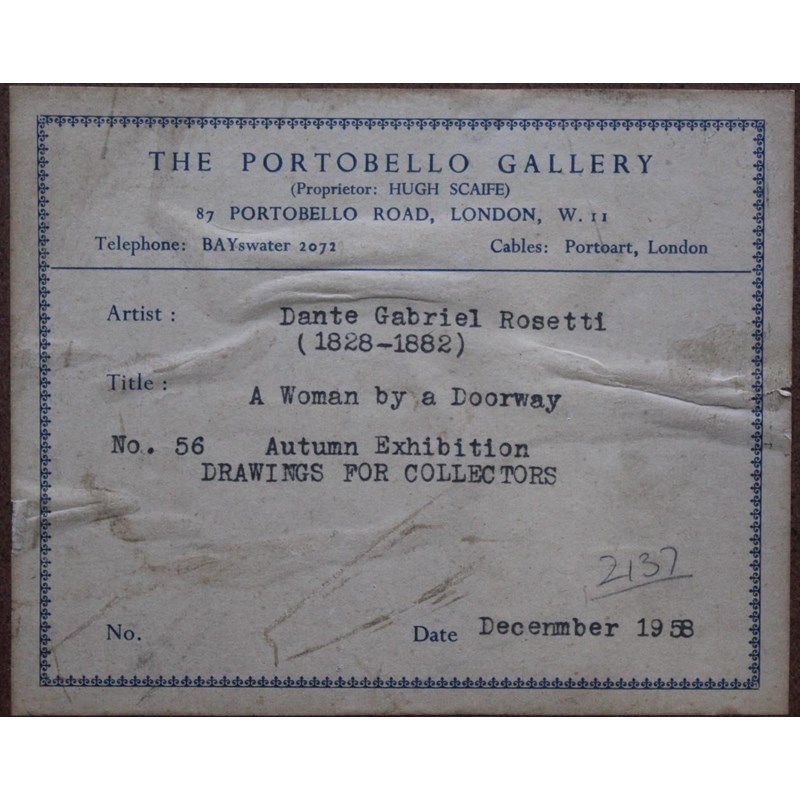 THE PORTOBELLO GALLERY
(Proprietor: HUGH SCAIFE)
87 PORTOBELLO ROAD, LONDON, W. 11
Telephone: BAYswater 2072 Cables: Portoart, London
Artist : Dante Gabriel Rosetti
(1828-1882)
Title : A Woman by a Doorway
No. 56 Autumn Exhibition
DRAWINGS FOR COLLECTORS
2137
No. Date Decenmber 1958